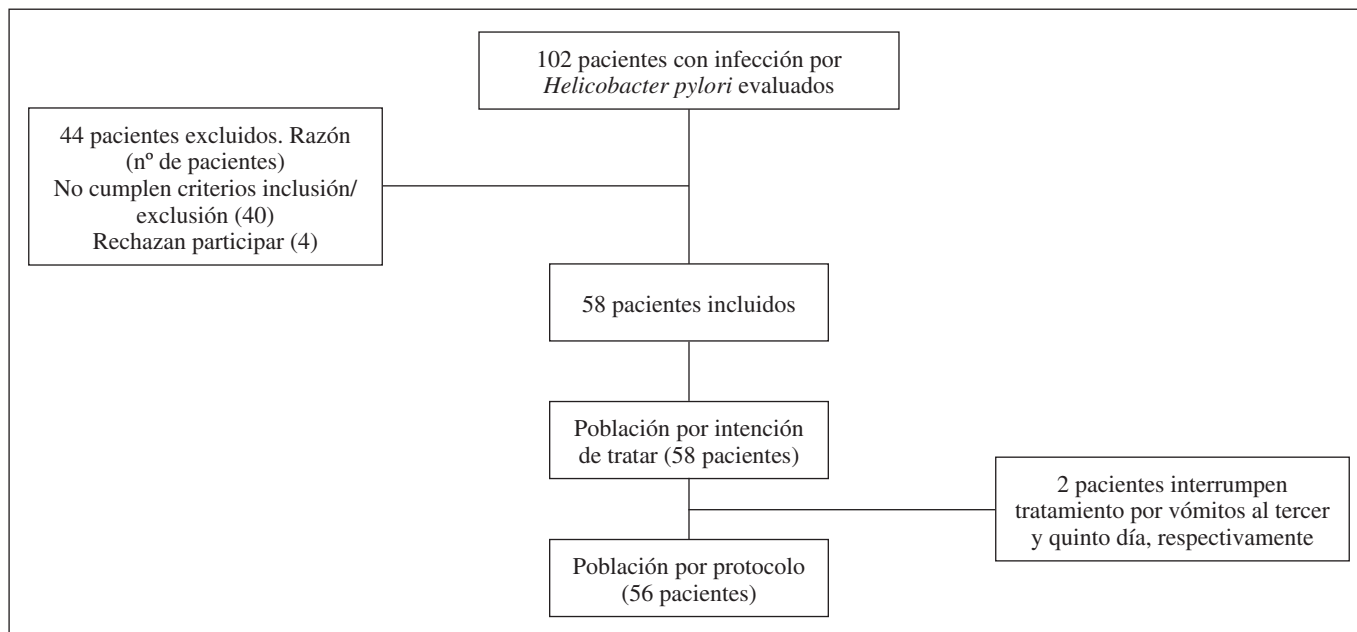 102 pacientes con infección por
Helicobacter pylori evaluados
44 pacientes excluidos. Razón
(nº de pacientes)
No cumplen criterios inclusión/
exclusión (40)
Rechazan participar (4)
58 pacientes incluidos
Población por intención
de tratar (58 pacientes)
2 pacientes interrumpen
tratamiento por vómitos al tercer
y quinto día, respectivamente
Población por protocolo
(56 pacientes)